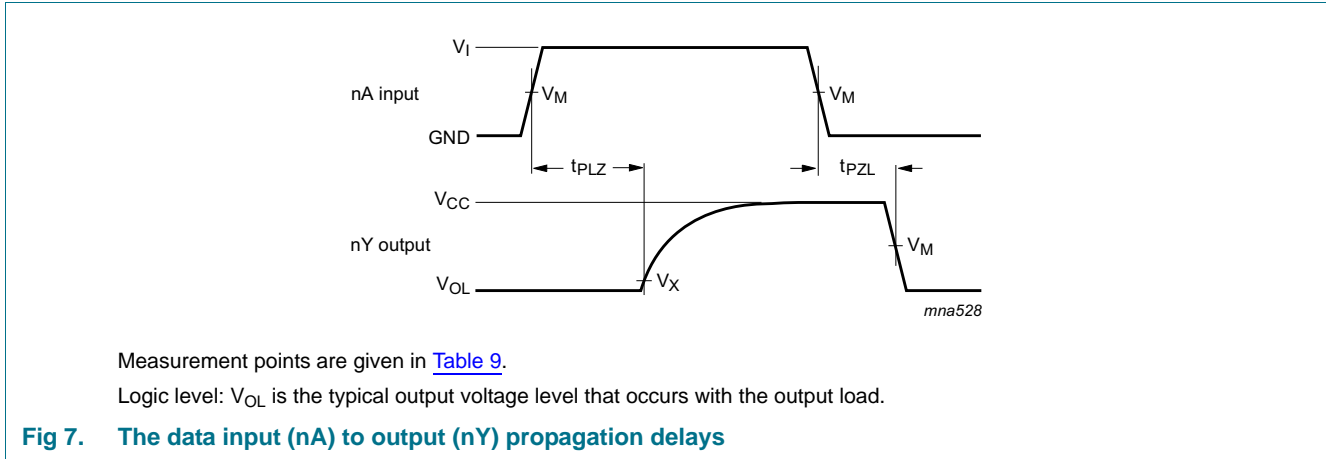 VI
nA input
VM
VM
GND
tPLZ
tPZL
VCC
nY output
VM
VOL
VX
mna528
Measurement points are given in Table 9.
Logic level: VOL is the typical output voltage level that occurs with the output load.
Fig 7. The data input (nA) to output (nY) propagation delays